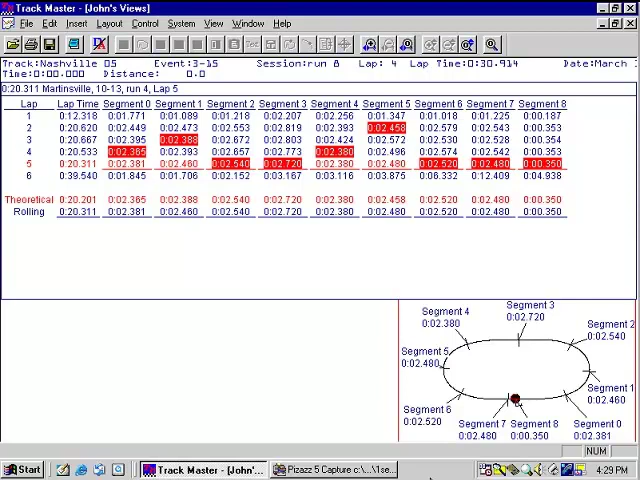 Track Master - [John's Views]
File Edit Insert Layout Control System View Window Help
Track:Nashville 05 Event:3-15 Session:run 8 Lap: 4 Lap Time:0:30.914 Date:March
Time:0:00.000 Distance: 0.0
0:20.311 Martinsville, 10-13, run 4, Lap 5
Lap Lap Time Segment 0 Segment 1 Segment 2 Segment 3 Segment 4 Segment 5 Segment 6 Segment 7 Segment 8
1 0:12.318 0:01.771 0:01.089 0:01.218 0:02.207 0:02.256 0:01.347 0:01.018 0:01.225 0:00.187
2 0:20.620 0:02.449 0:02.473 0:02.553 0:02.819 0:02.393 0:02.458 0:02.579 0:02.543 0:00.353
3 0:20.667 0:02.395 0:02.388 0:02.672 0:02.803 0:02.424 0:02.572 0:02.530 0:02.528 0:00.354
4 0:20.533 0:02.365 0:02.393 0:02.657 0:02.773 0:02.380 0:02.496 0:02.574 0:02.541 0:00.353
5 0:20.311 0:02.381 0:02.460 0:02.540 0:02.720 0:02.380 0:02.480 0:02.520 0:02.480 0:00.350
6 0:39.540 0:01.845 0:01.706 0:02.152 0:03.167 0:03.116 0:03.875 0:06.332 0:12.409 0:04.938
Theoretical 0:20.201 0:02.365 0:02.388 0:02.540 0:02.720 0:02.380 0:02.458 0:02.520 0:02.480 0:00.350
Rolling 0:20.311 0:02.381 0:02.460 0:02.540 0:02.720 0:02.380 0:02.480 0:02.520 0:02.480 0:00.350
Segment 3
0:02.720
Segment 4
0:02.380
Segment 2
0:02.540
Segment 5
0:02.480
Segment 1
0:02.460
Segment 6
0:02.520
Segment 7
0:02.480
Segment 8
0:00.350
Segment 0
0:02.381
NUM
Start Track Master - [John'... Pizazz 5 Capture c:\...\1se... 4:29 PM